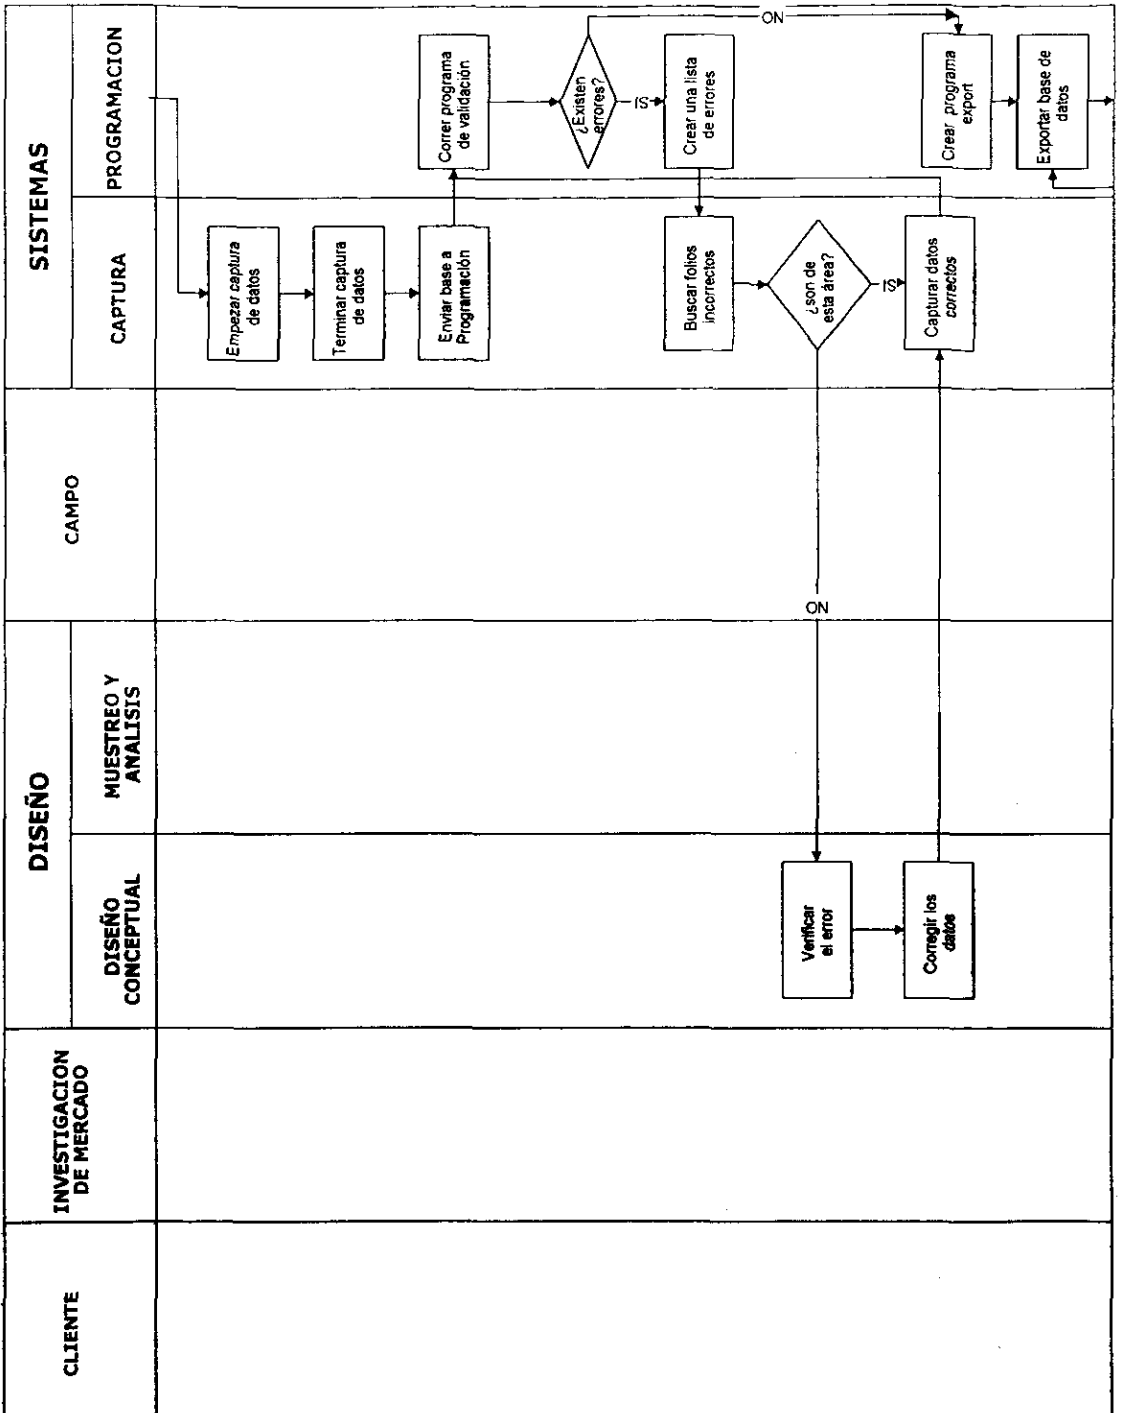 CLIENTE
INVESTIGACION
DE MERCADO
DISEÑO
DISEÑO
CONCEPTUAL
MUESTREO Y
ANALISIS
CAMPO
SISTEMAS
CAPTURA
PROGRAMACION
Empezar captura
de datos
Terminar captura
de datos
Enviar base a
Programación
Correr programa
de validación
¿Existen
errores?
SI
NO
Crear una lista
de errores
Buscar folios
incorrectos
¿son de
esta área?
SI
NO
Verificar
el error
Corregir los
datos
Capturar datos
correctos
Crear programa
export
Exportar base de
datos